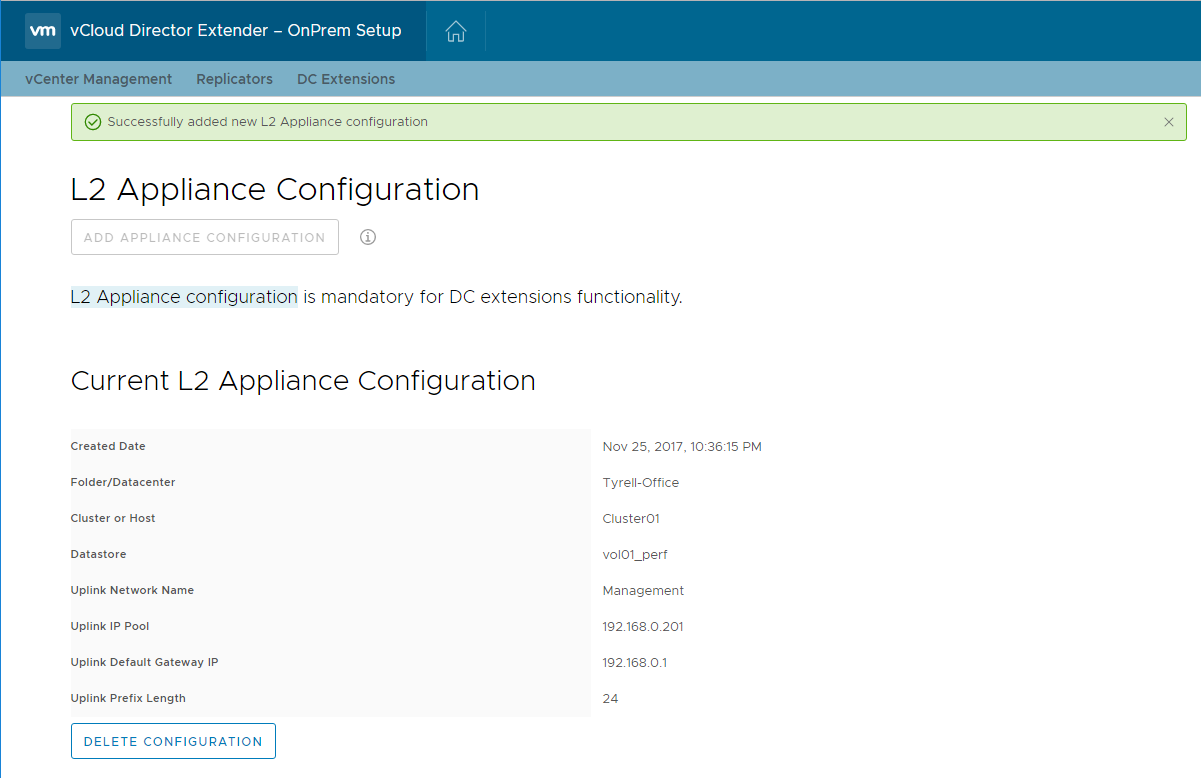 vm vCloud Director Extender – OnPrem Setup
vCenter Management Replicators DC Extensions
Successfully added new L2 Appliance configuration
L2 Appliance Configuration
ADD APPLIANCE CONFIGURATION
L2 Appliance configuration is mandatory for DC extensions functionality.
Current L2 Appliance Configuration
Created Date Nov 25, 2017, 10:36:15 PM
Folder/Datacenter Tyrell-Office
Cluster or Host Cluster01
Datastore vol01_perf
Uplink Network Name Management
Uplink IP Pool 192.168.0.201
Uplink Default Gateway IP 192.168.0.1
Uplink Prefix Length 24
DELETE CONFIGURATION